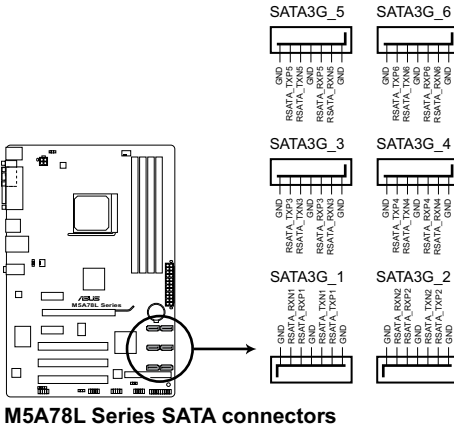 SATA3G_5 SATA3G_6
GND RSATA_TXP5 RSATA_TXN5 GND RSATA_RXP5 RSATA_RXN5 GND
GND RSATA_TXP6 RSATA_TXN6 GND RSATA_RXP6 RSATA_RXN6 GND
SATA3G_3 SATA3G_4
GND RSATA_TXP3 RSATA_TXN3 GND RSATA_RXP3 RSATA_RXN3 GND
GND RSATA_TXP4 RSATA_TXN4 GND RSATA_RXP4 RSATA_RXN4 GND
SATA3G_1 SATA3G_2
GND RSATA_RXN1 RSATA_RXP1 GND RSATA_TXN1 RSATA_TXP1 GND
GND RSATA_RXN2 RSATA_RXP2 GND RSATA_TXN2 RSATA_TXP2 GND
ASUS
M5A78L Series
M5A78L Series SATA connectors